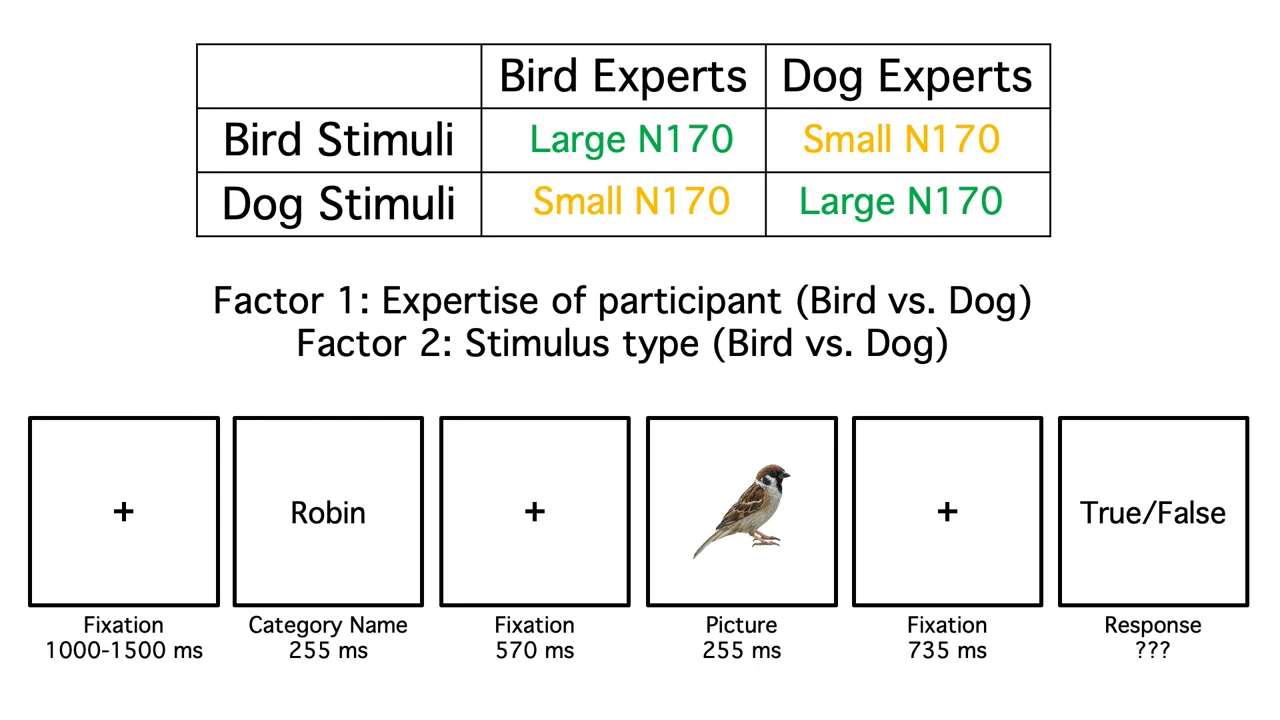 Bird Experts Dog Experts
Bird Stimuli Large N170 Small N170
Dog Stimuli Small N170 Large N170
Factor 1: Expertise of participant (Bird vs. Dog)
Factor 2: Stimulus type (Bird vs. Dog)
+ Robin + + True/False
Fixation Category Name Fixation Picture Fixation Response
1000-1500 ms 255 ms 570 ms 255 ms 735 ms ???